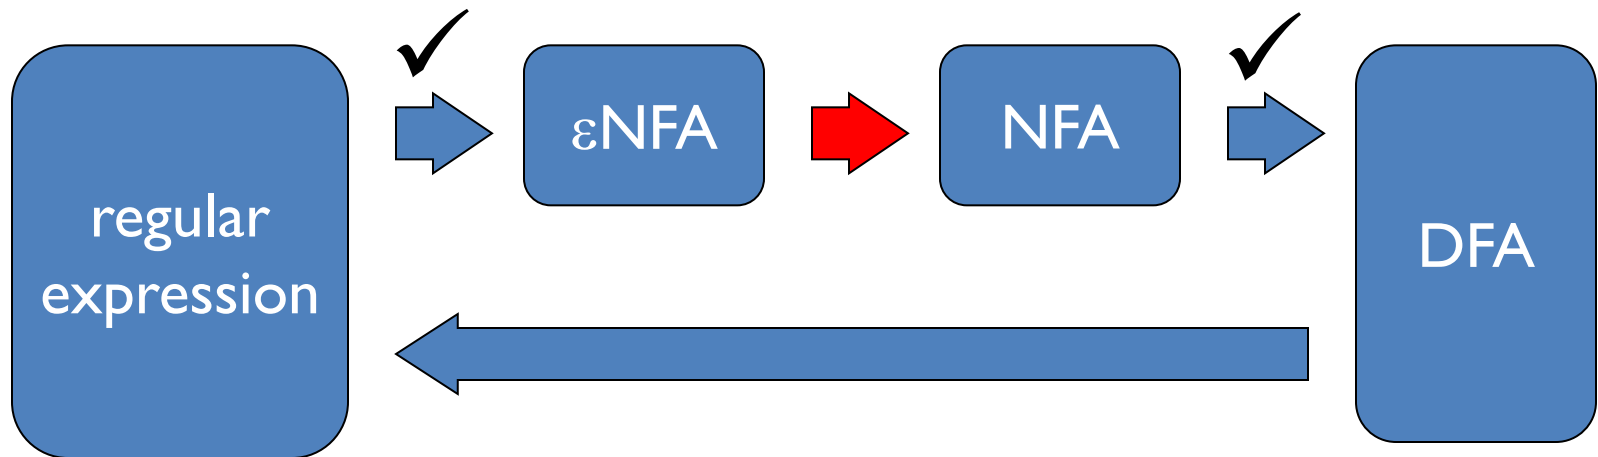 regular
expression
εNFA
NFA
DFA